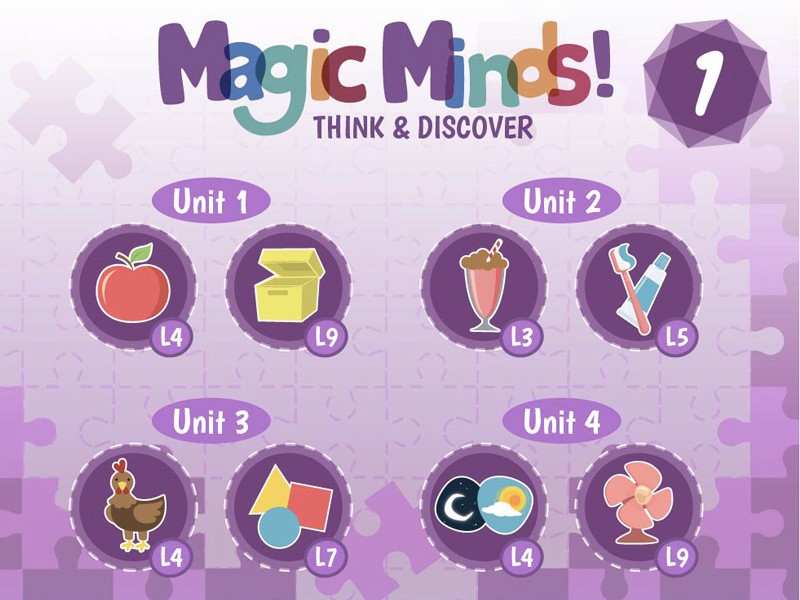 Magic Minds!
THINK & DISCOVER
1
Unit 1
L4
L9
Unit 2
L3
L5
Unit 3
L4
L7
Unit 4
L4
L9